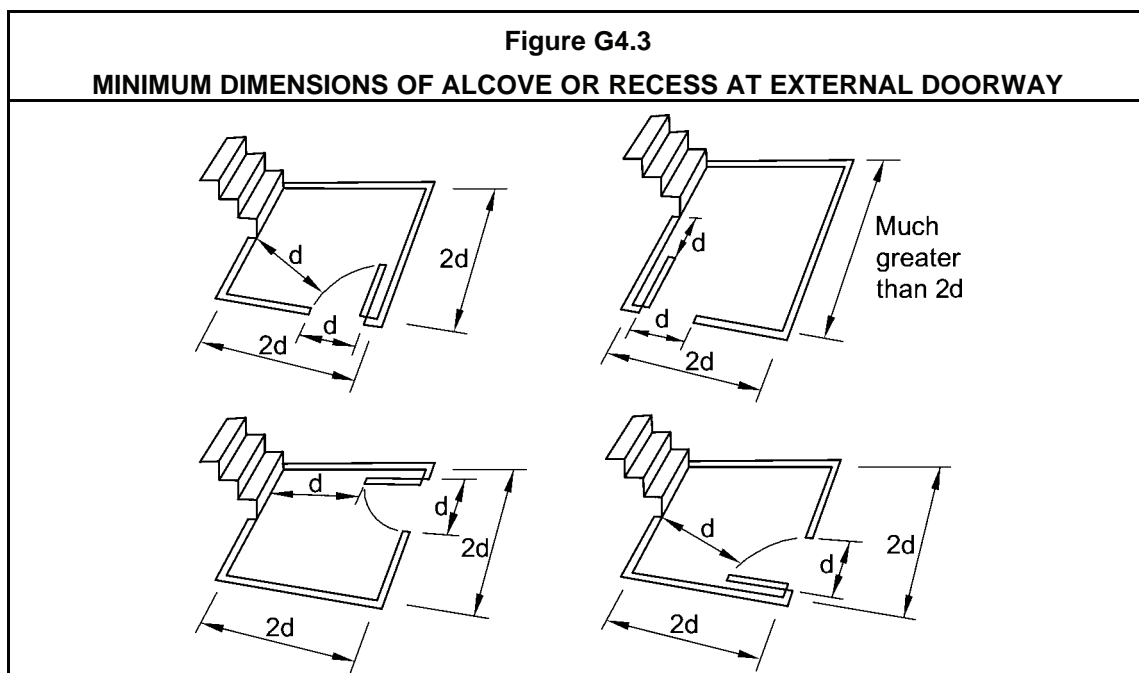 Figure G4.3
MINIMUM DIMENSIONS OF ALCOVE OR RECESS AT EXTERNAL DOORWAY
d
2d
d
2d
d
Much
greater
than 2d
d
2d
d
d
2d
2d
d
2d
d
2d